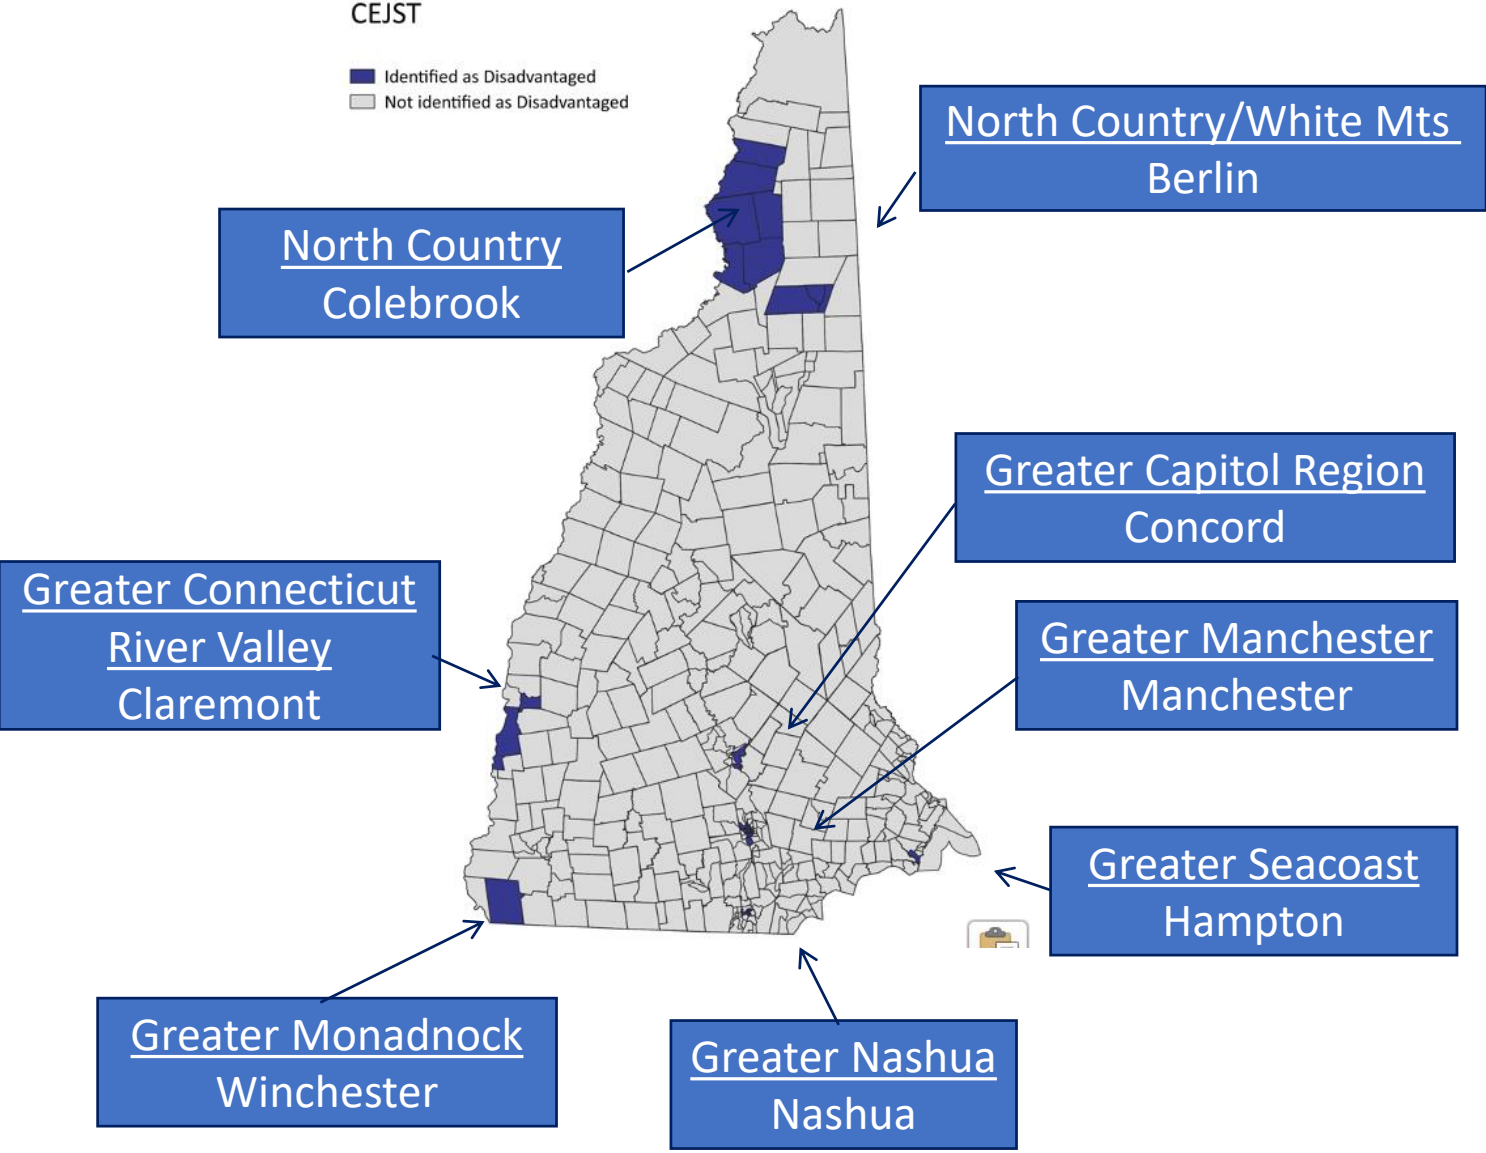 CEJST
Identified as Disadvantaged
Not identified as Disadvantaged
North Country/White Mts
Berlin
North Country
Colebrook
Greater Capitol Region
Concord
Greater Connecticut
River Valley
Claremont
Greater Manchester
Manchester
Greater Seacoast
Hampton
Greater Monadnock
Winchester
Greater Nashua
Nashua